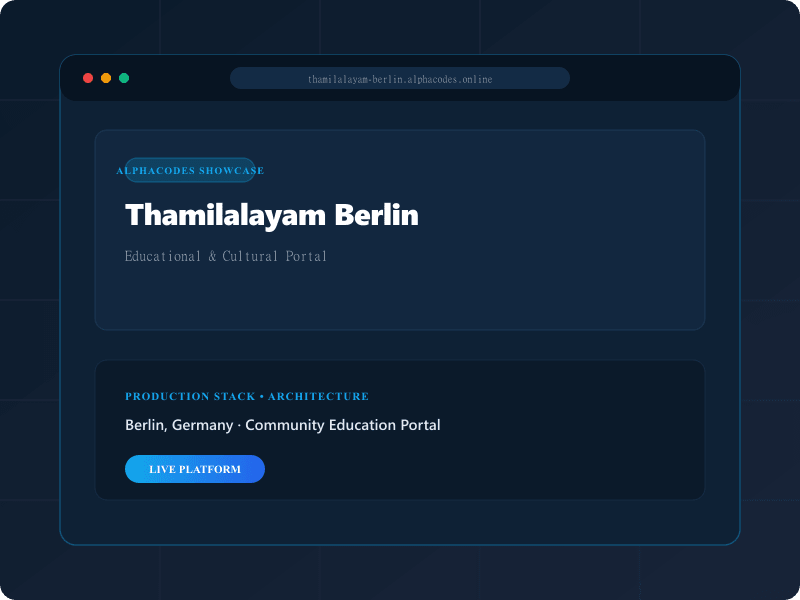 thamilalayam-berlin.alphacodes.online
ALPHACODES SHOWCASE
Thamilalayam Berlin
Educational & Cultural Portal
PRODUCTION STACK • ARCHITECTURE
Berlin, Germany · Community Education Portal
LIVE PLATFORM